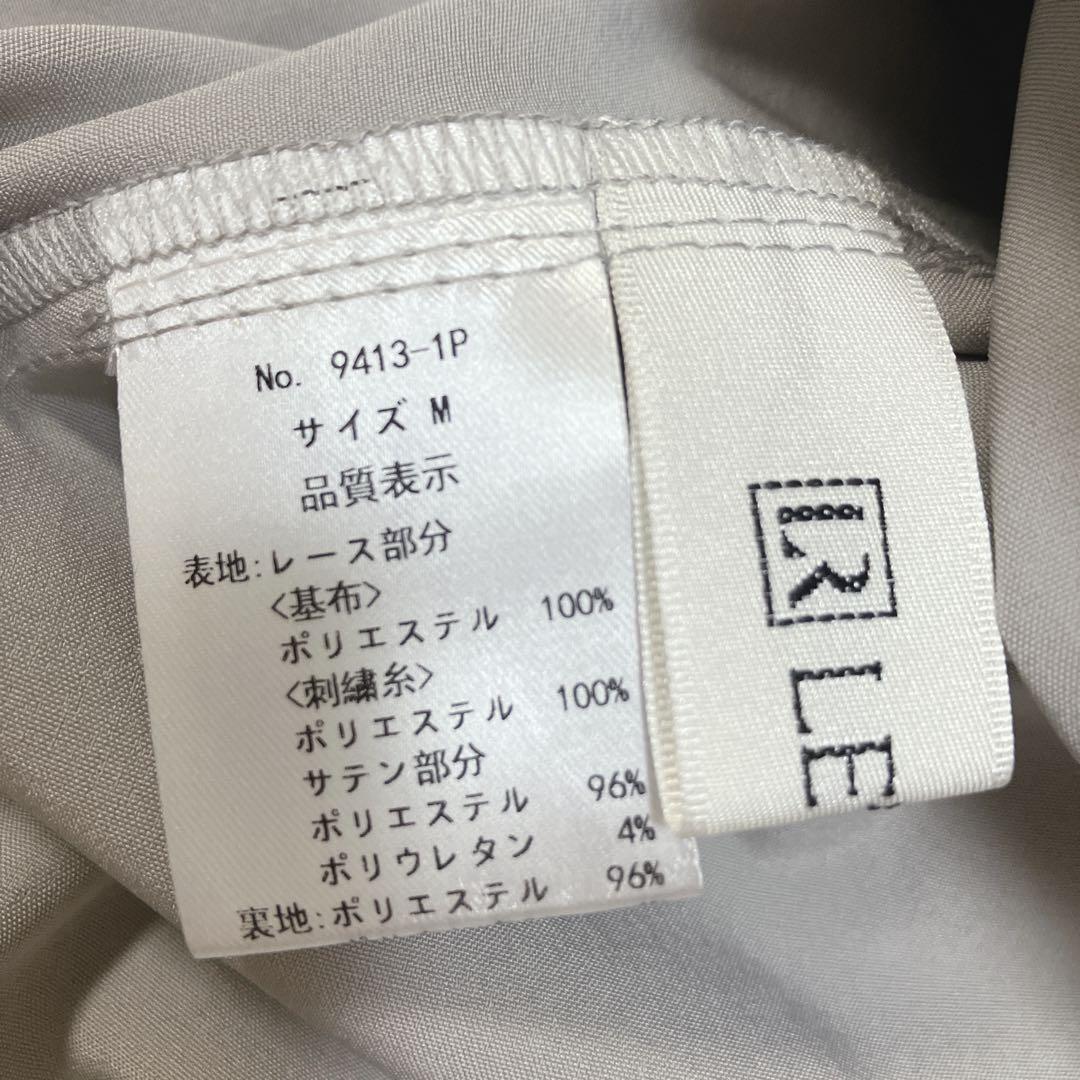 No. 9413-1P
サイズ M
品質表示
表地:レース部分
〈基布〉
ポリエステル 100%
〈刺繍糸〉
ポリエステル 100%
サテン部分
ポリエステル 96%
ポリウレタン 4%
裏地:ポリエステル 96%
LE